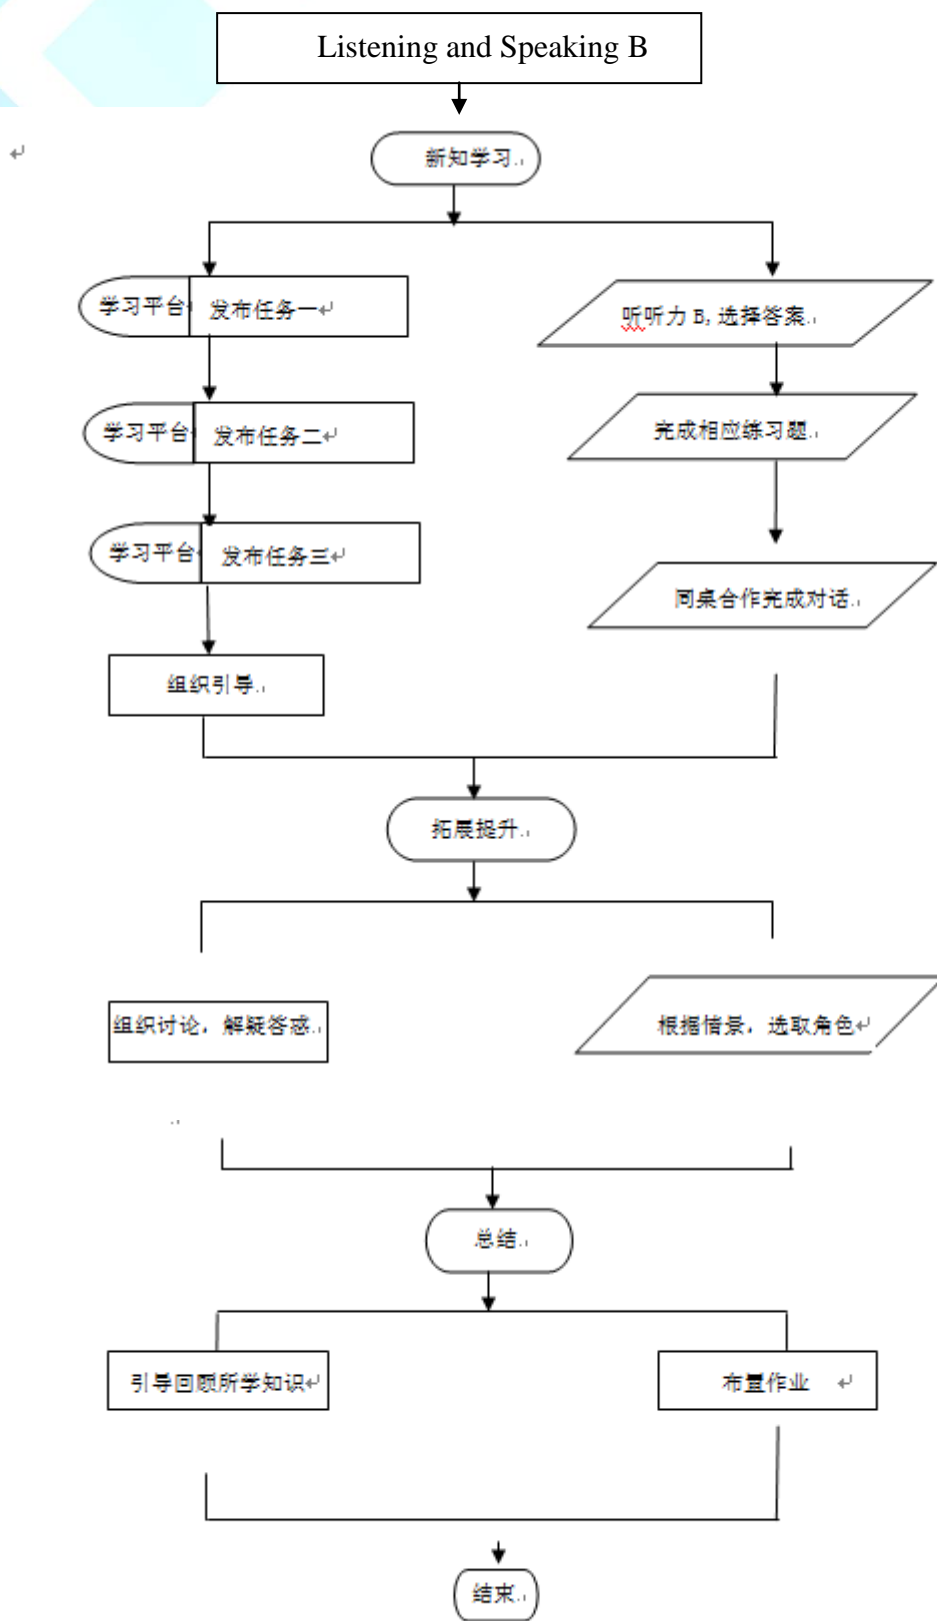 Listening and Speaking B
新知学习
学习平台 发布任务一
听听力 B,选择答案
学习平台 发布任务二
完成相应练习题
学习平台 发布任务三
同桌合作完成对话
组织引导
拓展提升
组织讨论，解疑答惑
根据情景，选取角色
总结
引导回顾所学知识
布置作业
结束